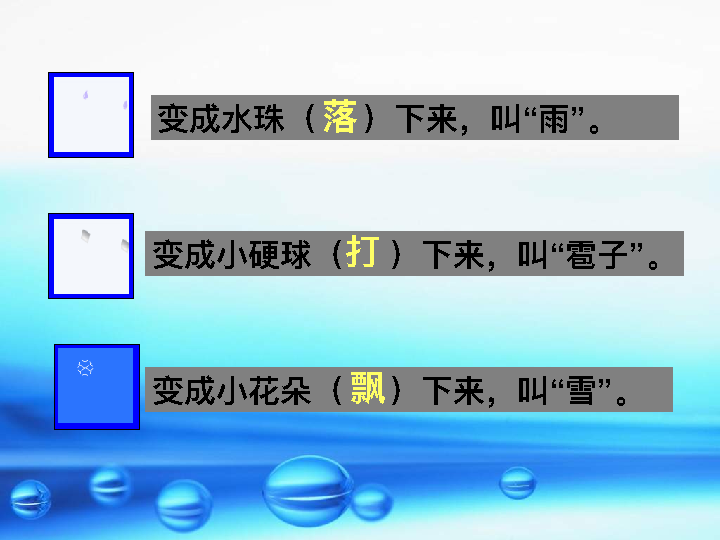 变成水珠（落）下来，叫“雨”。
变成小硬球（打）下来，叫“雹子”。
变成小花朵（飘）下来，叫“雪”。